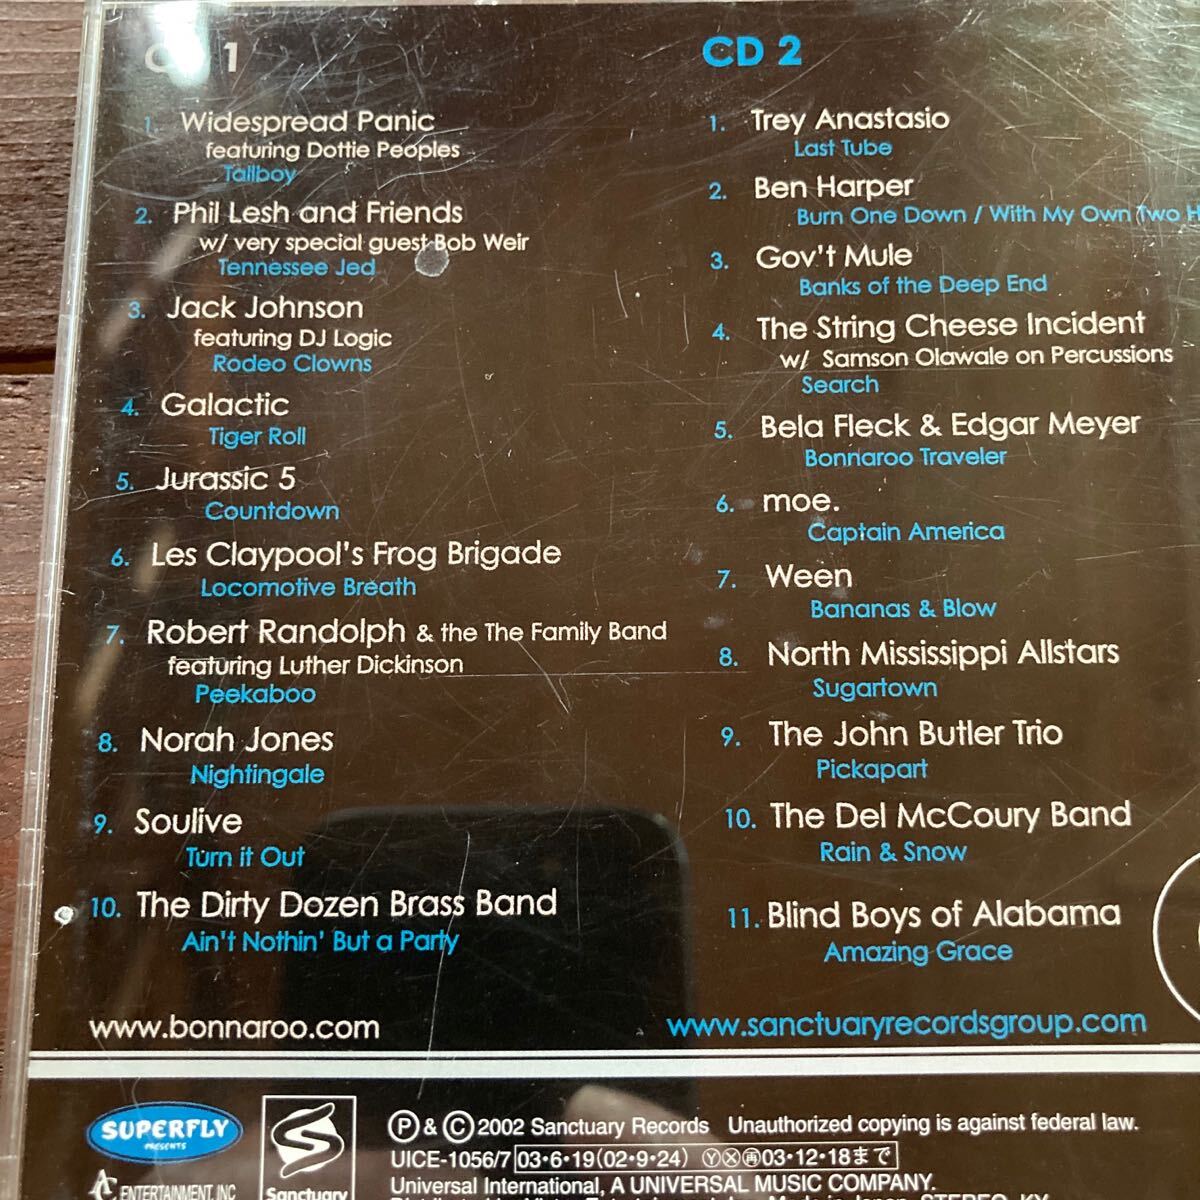 CD 1
1. Widespread Panic
featuring Dottie Peoples
Tallboy
2. Phil Lesh and Friends
w/ very special guest Bob Weir
Tennessee Jed
3. Jack Johnson
featuring DJ Logic
Rodeo Clowns
4. Galactic
Tiger Roll
5. Jurassic 5
Countdown
6. Les Claypool's Frog Brigade
Locomotive Breath
7. Robert Randolph & the The Family Band
featuring Luther Dickinson
Peekaboo
8. Norah Jones
Nightingale
9. Soulive
Turn it Out
10. The Dirty Dozen Brass Band
Ain't Nothin' But a Party
www.bonnaroo.com
CD 2
1. Trey Anastasio
Last Tube
2. Ben Harper
Burn One Down / With My Own Two H
3. Gov't Mule
Banks of the Deep End
4. The String Cheese Incident
w/ Samson Olawale on Percussions
Search
5. Bela Fleck & Edgar Meyer
Bonnaroo Traveler
6. moe.
Captain America
7. Ween
Bananas & Blow
8. North Mississippi Allstars
Sugartown
9. The John Butler Trio
Pickapart
10. The Del McCoury Band
Rain & Snow
11. Blind Boys of Alabama
Amazing Grace
www.sanctuaryrecordsgroup.com
SUPERFLY
PRESENTS
AC ENTERTAINMENT, INC
Sanctuary
Ⓟ & Ⓒ 2002 Sanctuary Records Unauthorized copying is against federal law.
UICE-1056/7 03·6·19(02·9·24) Ⓨ Ⓧ 再 03·12·18まで
Universal International, A UNIVERSAL MUSIC COMPANY.